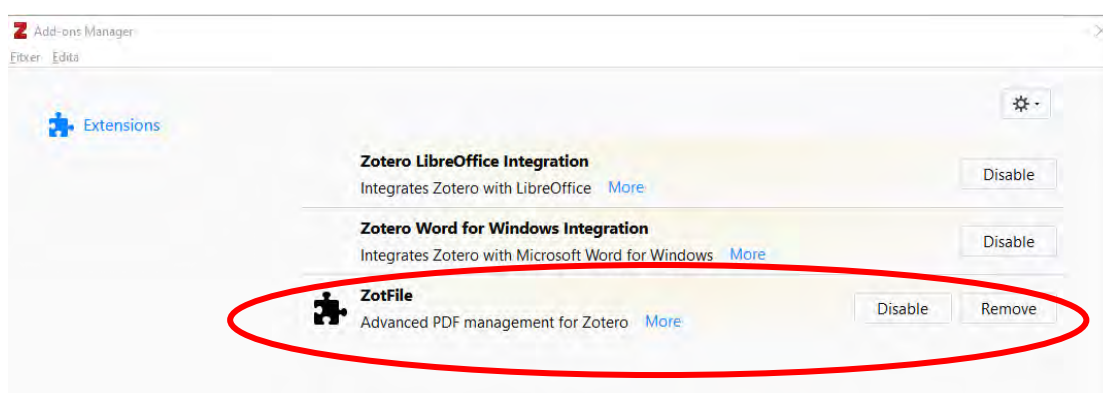 Z Add-ons Manager
Fitxer Edita
Extensions
Zotero LibreOffice Integration
Integrates Zotero with LibreOffice More
Disable
Zotero Word for Windows Integration
Integrates Zotero with Microsoft Word for Windows More
Disable
ZotFile
Advanced PDF management for Zotero More
Disable Remove